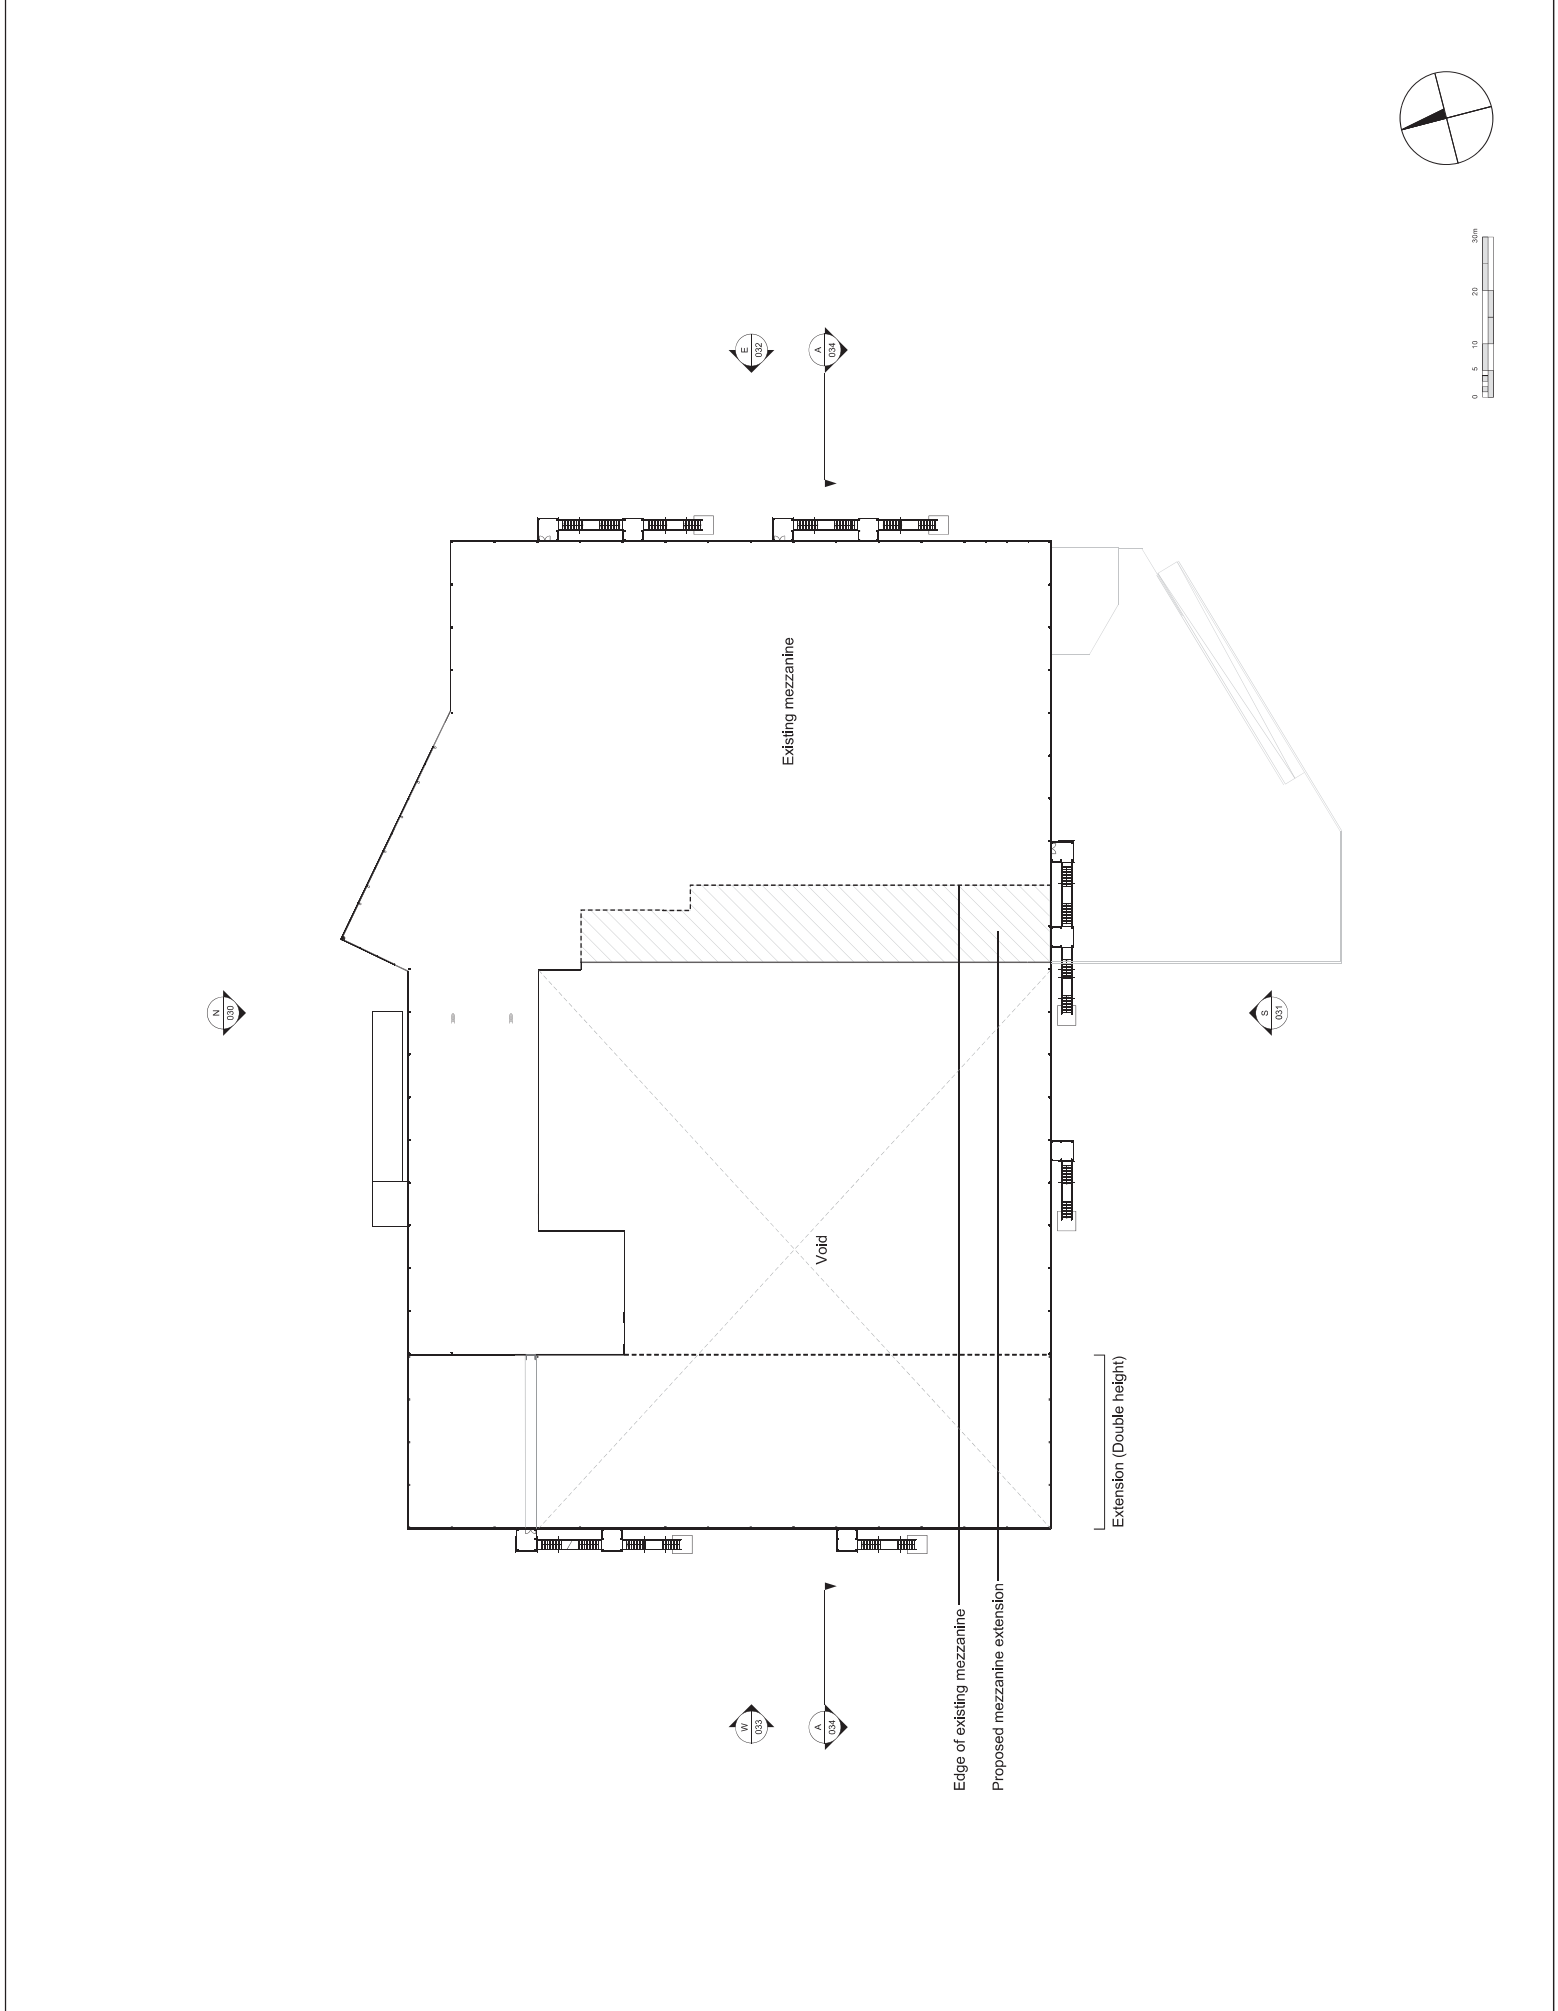 N
030
E
032
A
034
S
031
W
033
A
034
0
5
10
20
30m
Existing mezzanine
Void
Extension (Double height)
Edge of existing mezzanine
Proposed mezzanine extension